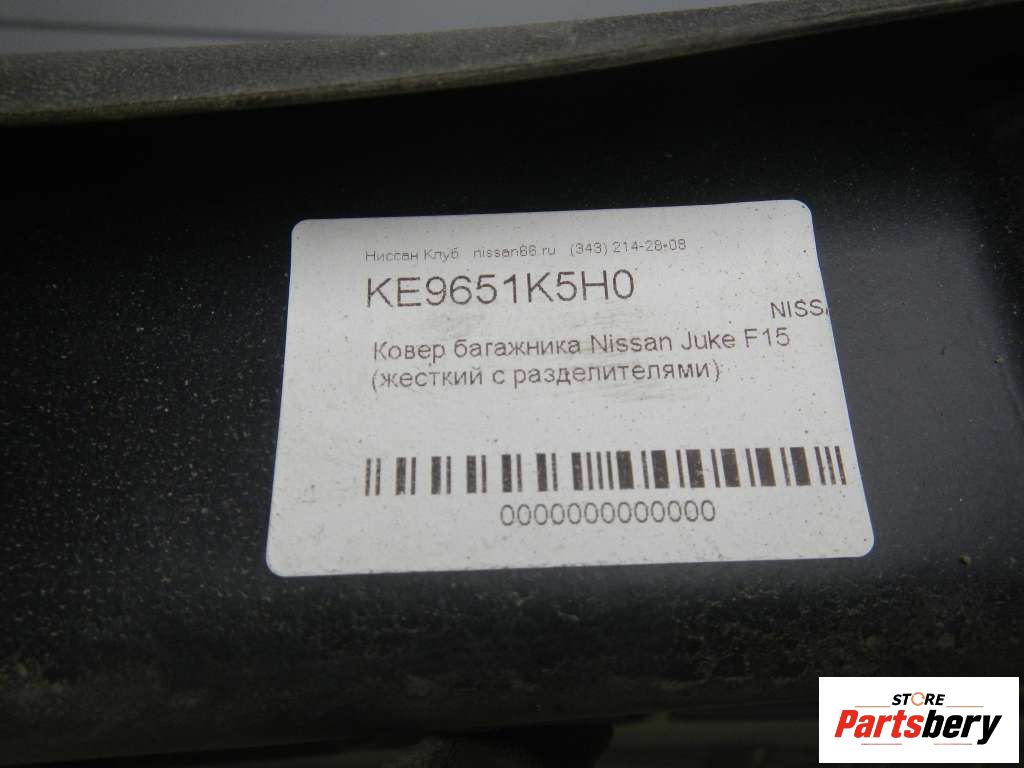 Ниссан Клуб nissan66.ru (343) 214-28-08
KE9651K5H0
NISSA
Ковер багажника Nissan Juke F15
(жесткий с разделителями)
0000000000000
STORE
Partsbery